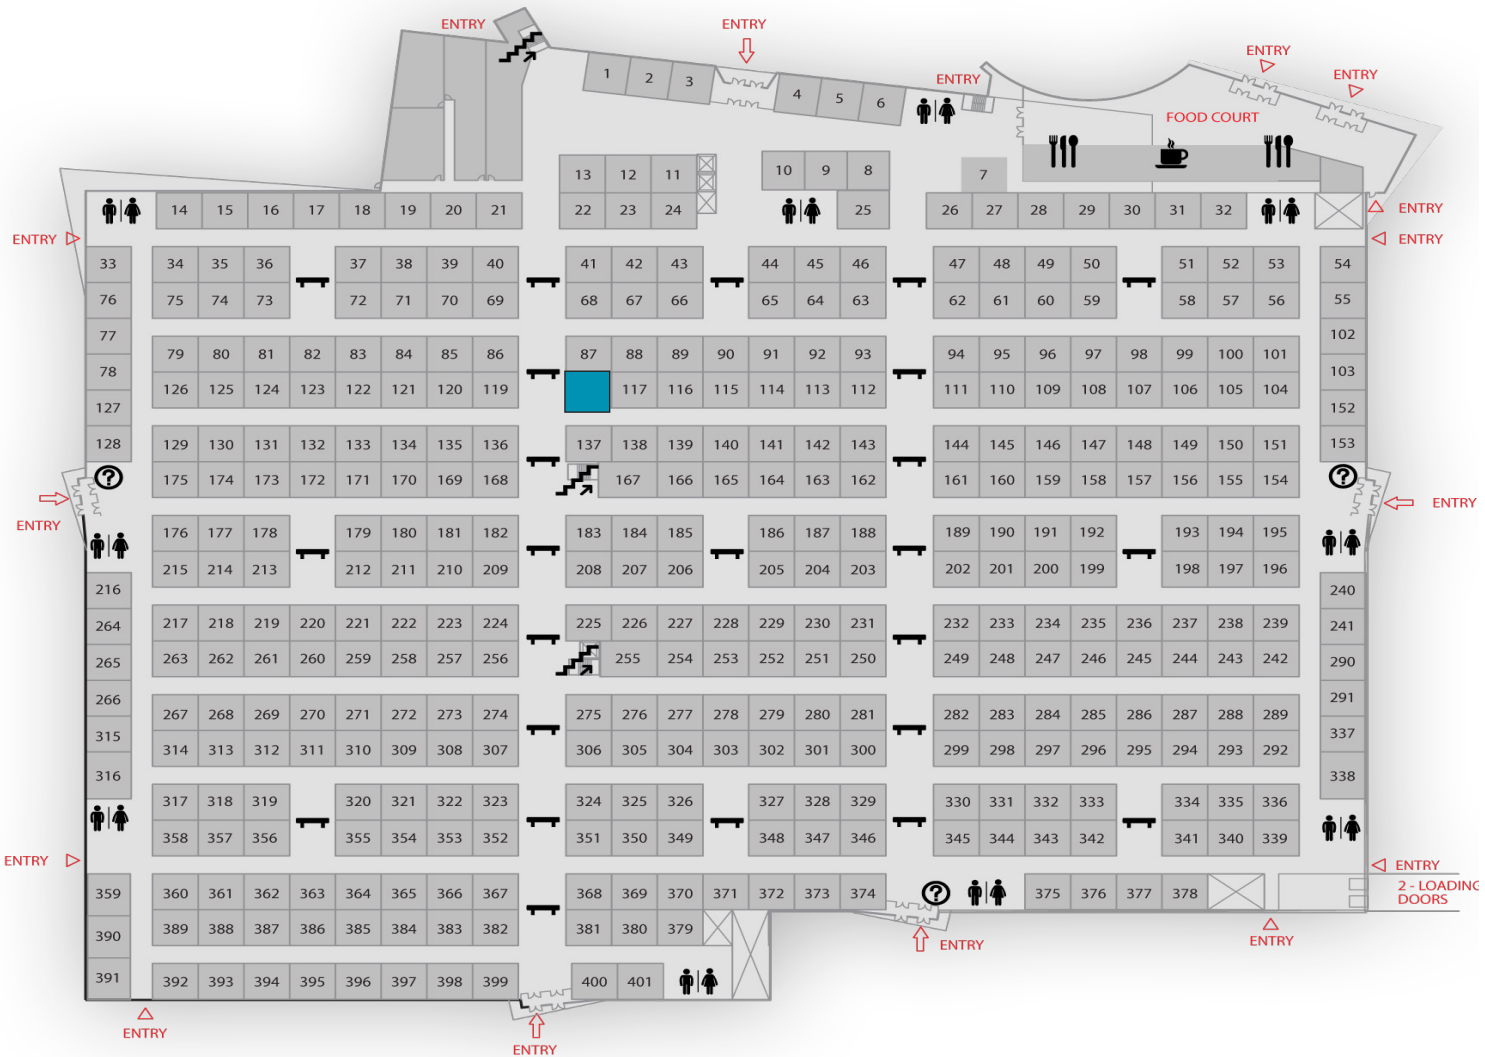 ENTRY
ENTRY
ENTRY
ENTRY
ENTRY
1 2 3
4 5 6
FOOD COURT
13 12 11
10 9 8
7
14 15 16 17 18 19 20 21
22 23 24
25
26 27 28 29 30 31 32
ENTRY
ENTRY
ENTRY
33 34 35 36 37 38 39 40 41 42 43 44 45 46 47 48 49 50 51 52 53 54
76 75 74 73 72 71 70 69 68 67 66 65 64 63 62 61 60 59 58 57 56 55
77 102
79 80 81 82 83 84 85 86 87 88 89 90 91 92 93 94 95 96 97 98 99 100 101
78 103
126 125 124 123 122 121 120 119 117 116 115 114 113 112 111 110 109 108 107 106 105 104
127 152
128 129 130 131 132 133 134 135 136 137 138 139 140 141 142 143 144 145 146 147 148 149 150 151 153
? 175 174 173 172 171 170 169 168 167 166 165 164 163 162 161 160 159 158 157 156 155 154 ?
ENTRY
ENTRY
176 177 178 179 180 181 182 183 184 185 186 187 188 189 190 191 192 193 194 195
215 214 213 212 211 210 209 208 207 206 205 204 203 202 201 200 199 198 197 196
216 240
264 217 218 219 220 221 222 223 224 225 226 227 228 229 230 231 232 233 234 235 236 237 238 239 241
265 263 262 261 260 259 258 257 256 255 254 253 252 251 250 249 248 247 246 245 244 243 242 290
266 291
267 268 269 270 271 272 273 274 275 276 277 278 279 280 281 282 283 284 285 286 287 288 289
315 337
314 313 312 311 310 309 308 307 306 305 304 303 302 301 300 299 298 297 296 295 294 293 292
316 338
317 318 319 320 321 322 323 324 325 326 327 328 329 330 331 332 333 334 335 336
358 357 356 355 354 353 352 351 350 349 348 347 346 345 344 343 342 341 340 339
ENTRY
ENTRY
359 360 361 362 363 364 365 366 367 368 369 370 371 372 373 374 ? 375 376 377 378
2 - LOADING
DOORS
390 389 388 387 386 385 384 383 382 381 380 379
ENTRY
ENTRY
391 392 393 394 395 396 397 398 399 400 401
ENTRY
ENTRY